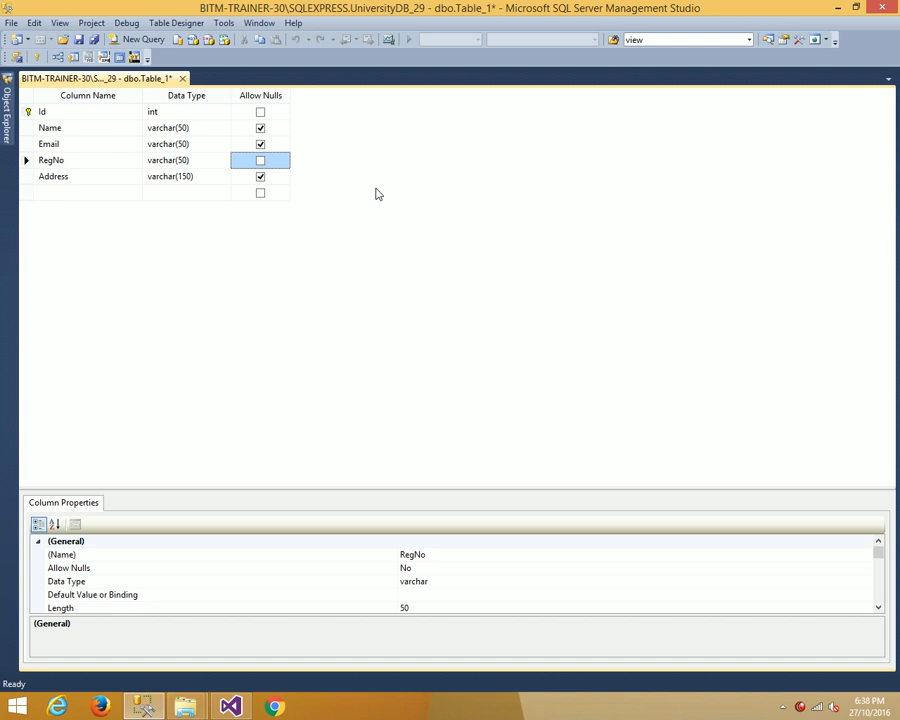 BITM-TRAINER-30\SQLEXPRESS.UniversityDB_29 - dbo.Table_1* - Microsoft SQL Server Management Studio
File Edit View Project Debug Table Designer Tools Window Help
New Query view
BITM-TRAINER-30\S..._29 - dbo.Table_1*
Object Explorer
Column Name Data Type Allow Nulls
Id int
Name varchar(50)
Email varchar(50)
RegNo varchar(50)
Address varchar(150)
Column Properties
(General)
(Name) RegNo
Allow Nulls No
Data Type varchar
Default Value or Binding
Length 50
(General)
Ready
6:38 PM
27/10/2016